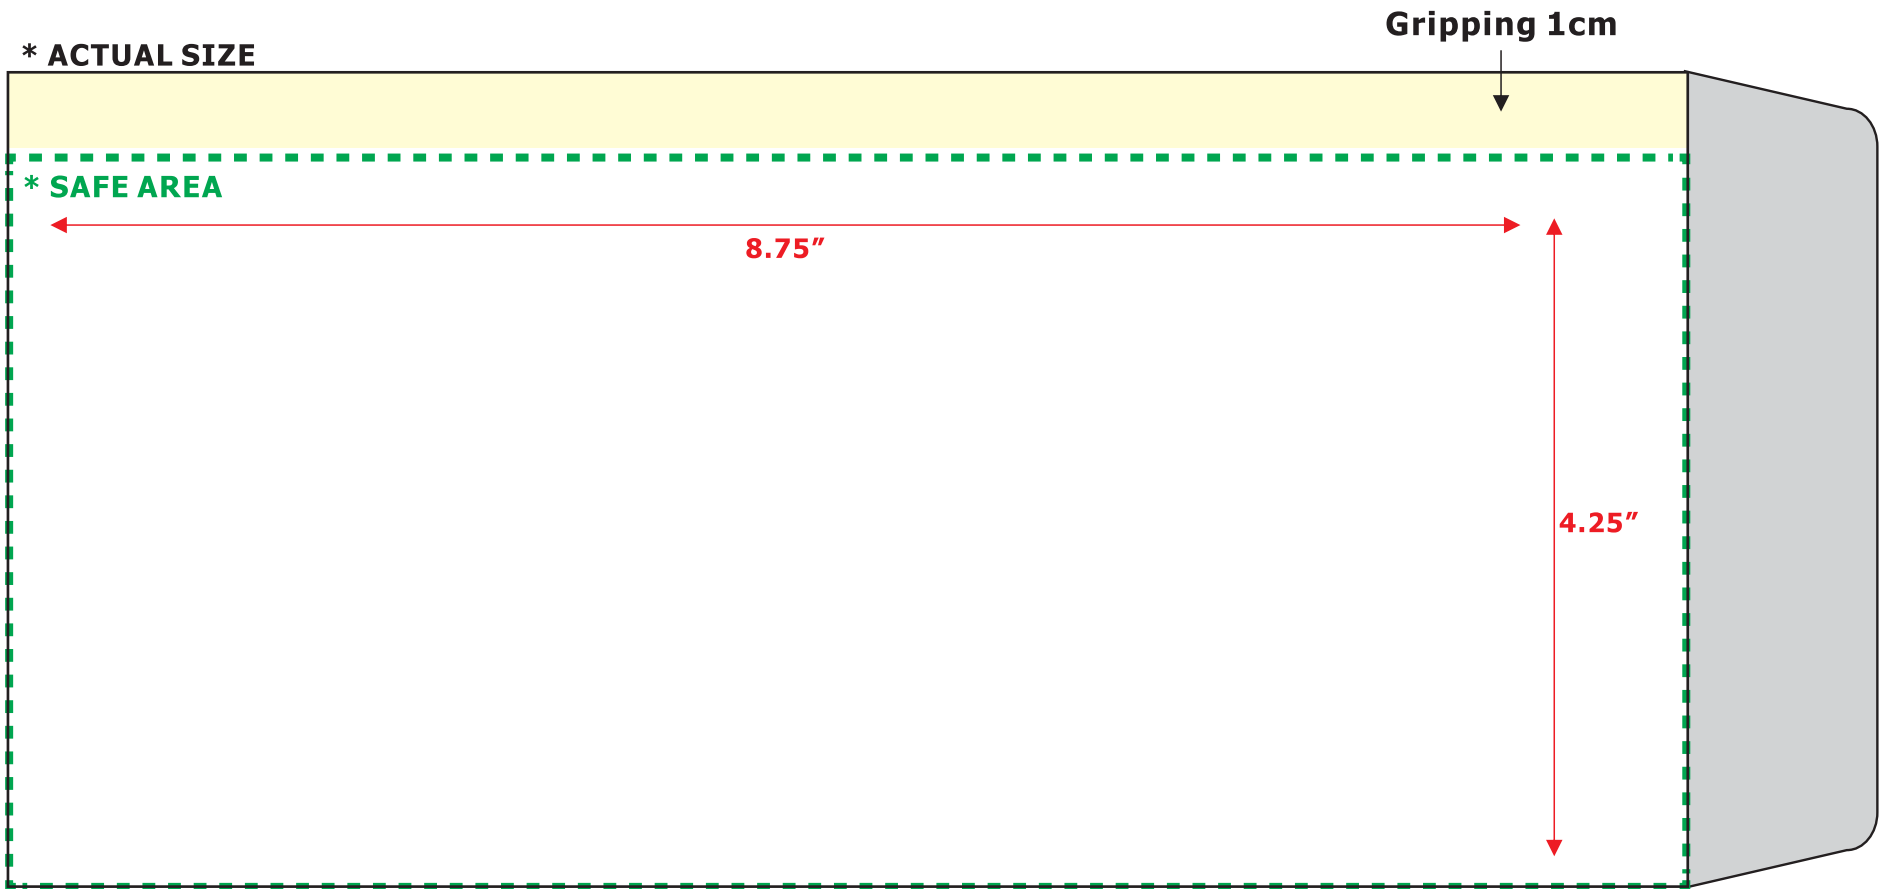 Gripping 1cm
* ACTUAL SIZE
* SAFE AREA
8.75”
4.25”